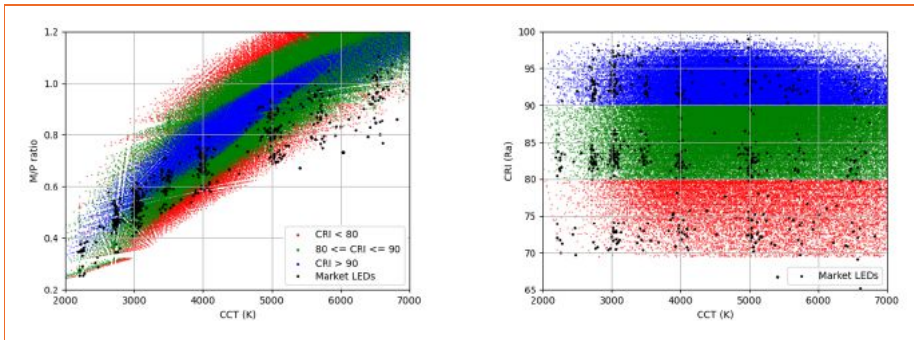 1.2
1.0
0.8
0.6
0.4
0.2
M/P ratio
2000 3000 4000 5000 6000 7000
CCT (K)
CRI < 80
80 <= CRI <= 90
CRI > 90
Market LEDs
100
95
90
85
80
75
70
65
CRI (Ra)
2000 3000 4000 5000 6000 7000
CCT (K)
Market LEDs